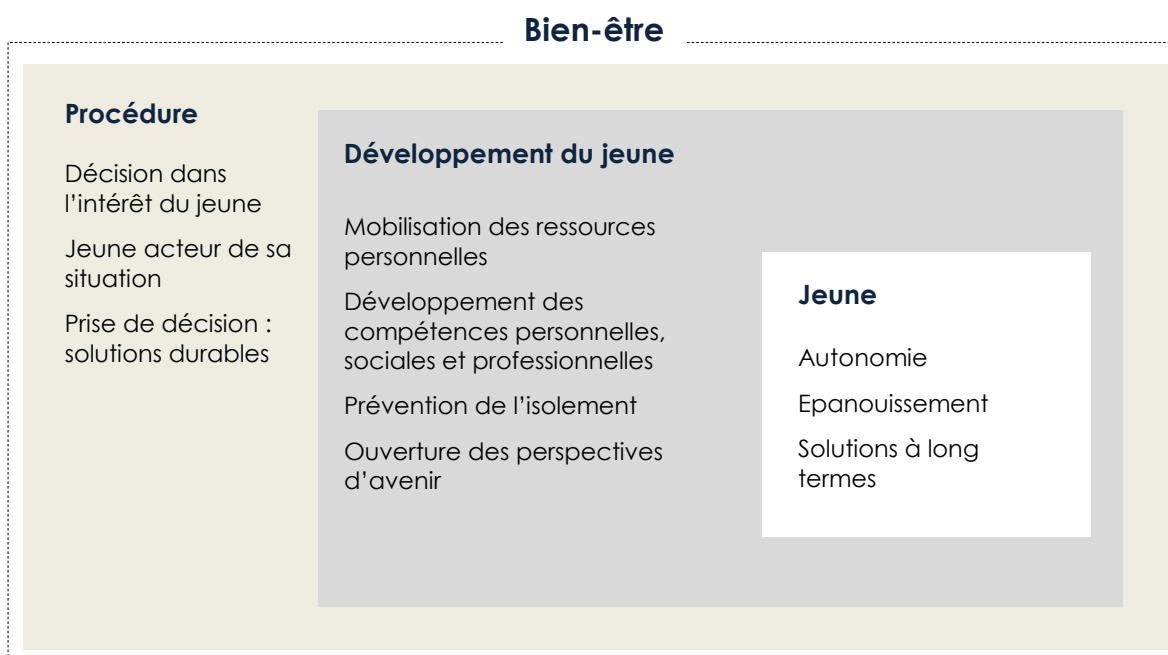 Bien-être
Procédure
Décision dans
l’intérêt du jeune
Jeune acteur de sa
situation
Prise de décision :
solutions durables
Développement du jeune
Mobilisation des ressources
personnelles
Développement des
compétences personnelles,
sociales et professionnelles
Prévention de l’isolement
Ouverture des perspectives
d’avenir
Jeune
Autonomie
Epanouissement
Solutions à long
termes